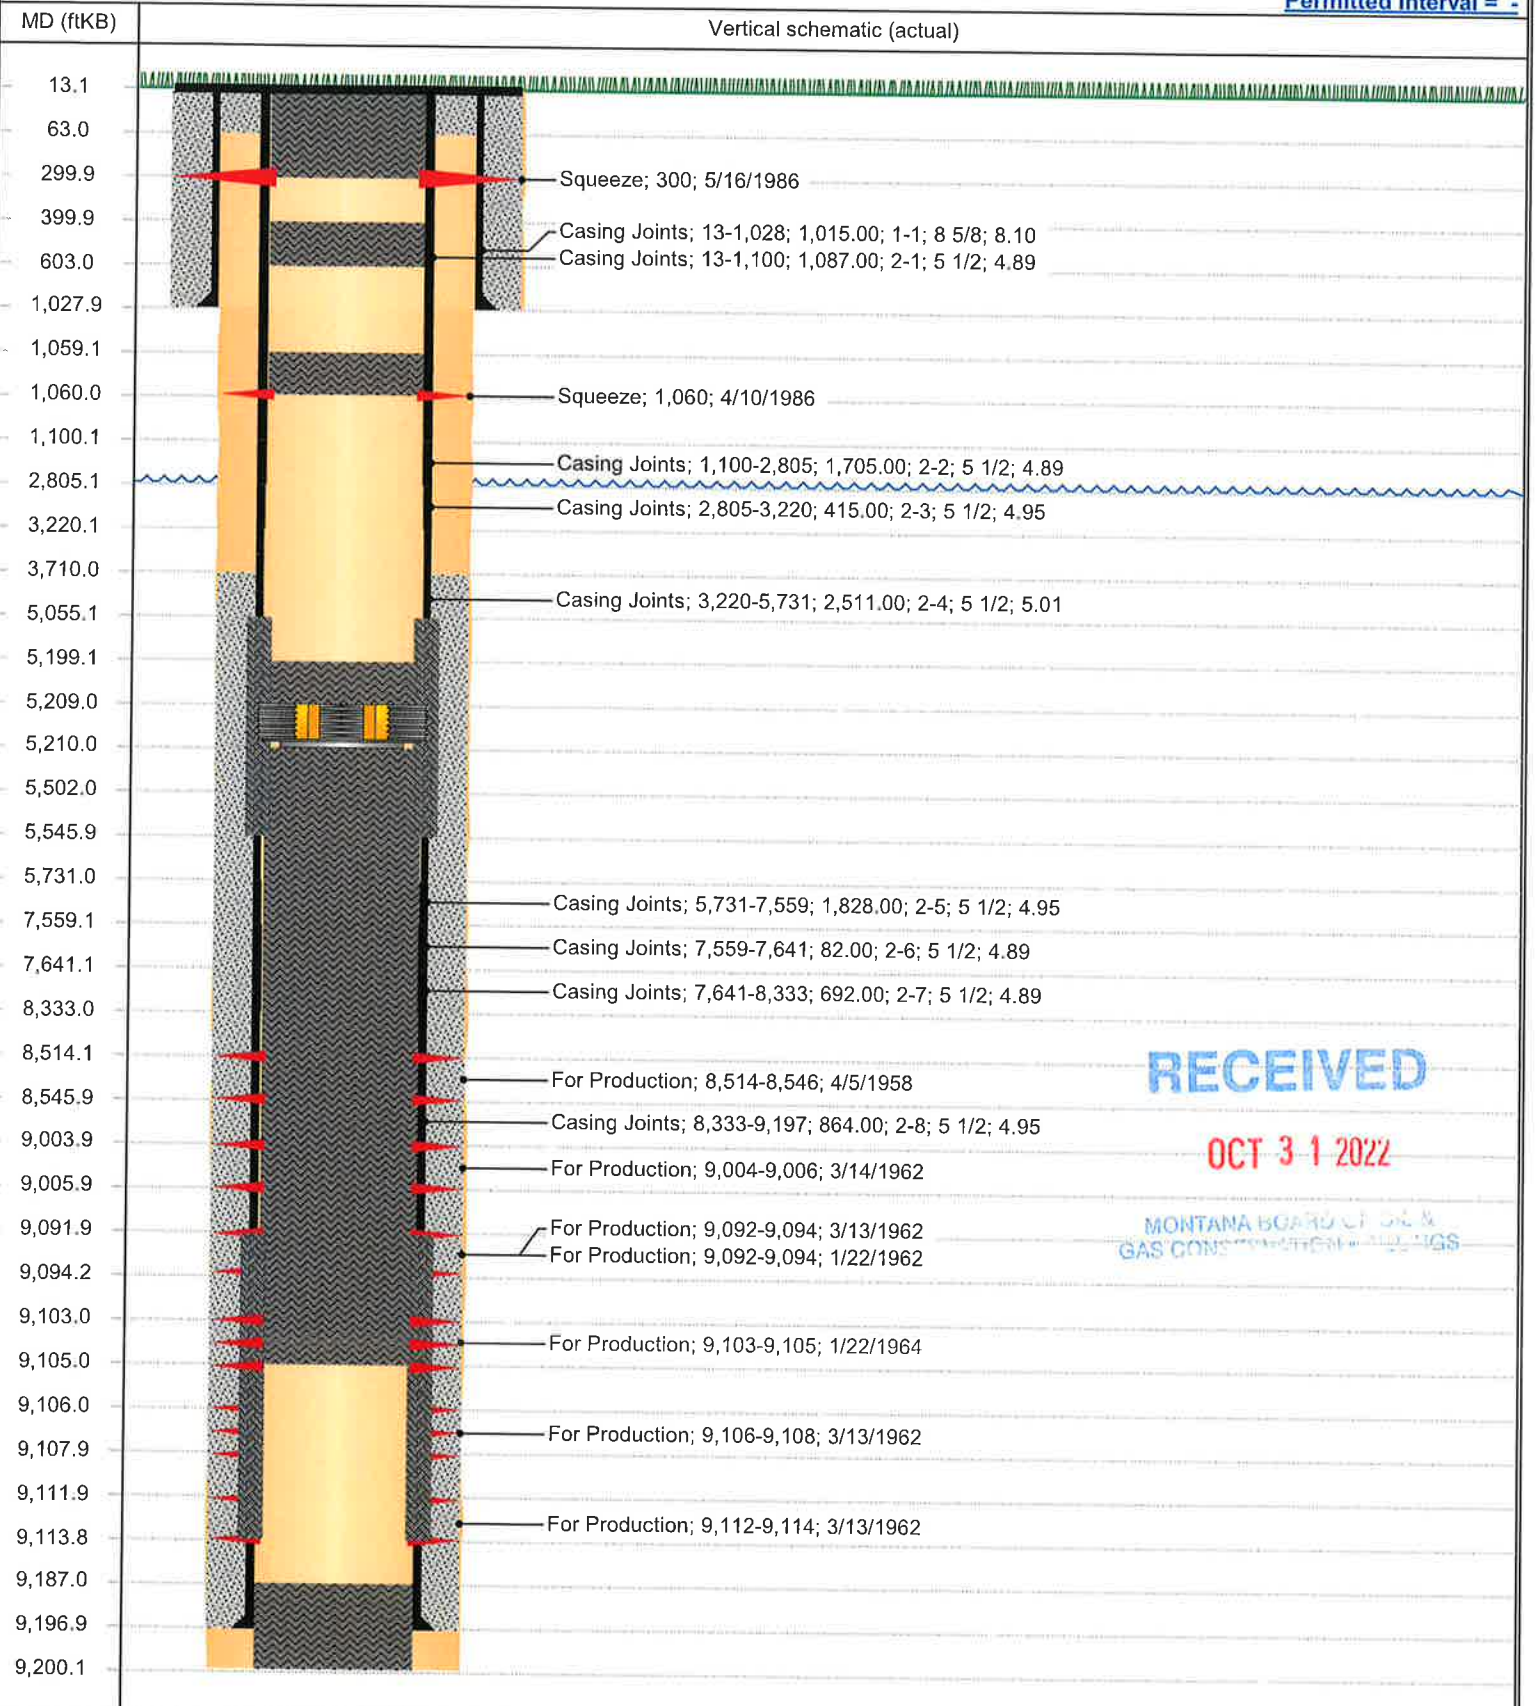 Permitted Interval = -
MD (ftKB)
Vertical schematic (actual)
13.1
63.0
299.9
Squeeze; 300; 5/16/1986
399.9
Casing Joints; 13-1,028; 1,015.00; 1-1; 8 5/8; 8.10
603.0
Casing Joints; 13-1,100; 1,087.00; 2-1; 5 1/2; 4.89
1,027.9
1,059.1
1,060.0
Squeeze; 1,060; 4/10/1986
1,100.1
Casing Joints; 1,100-2,805; 1,705.00; 2-2; 5 1/2; 4.89
2,805.1
Casing Joints; 2,805-3,220; 415.00; 2-3; 5 1/2; 4.95
3,220.1
3,710.0
Casing Joints; 3,220-5,731; 2,511.00; 2-4; 5 1/2; 5.01
5,055.1
5,199.1
5,209.0
5,210.0
5,502.0
5,545.9
5,731.0
Casing Joints; 5,731-7,559; 1,828.00; 2-5; 5 1/2; 4.95
7,559.1
Casing Joints; 7,559-7,641; 82.00; 2-6; 5 1/2; 4.89
7,641.1
Casing Joints; 7,641-8,333; 692.00; 2-7; 5 1/2; 4.89
8,333.0
8,514.1
For Production; 8,514-8,546; 4/5/1958
8,545.9
Casing Joints; 8,333-9,197; 864.00; 2-8; 5 1/2; 4.95
9,003.9
For Production; 9,004-9,006; 3/14/1962
9,005.9
9,091.9
For Production; 9,092-9,094; 3/13/1962
For Production; 9,092-9,094; 1/22/1962
9,094.2
9,103.0
For Production; 9,103-9,105; 1/22/1964
9,105.0
9,106.0
For Production; 9,106-9,108; 3/13/1962
9,107.9
9,111.9
For Production; 9,112-9,114; 3/13/1962
9,113.8
9,187.0
9,196.9
9,200.1
RECEIVED
OCT 3 1 2022
MONTANA BOARD OF OIL &
GAS